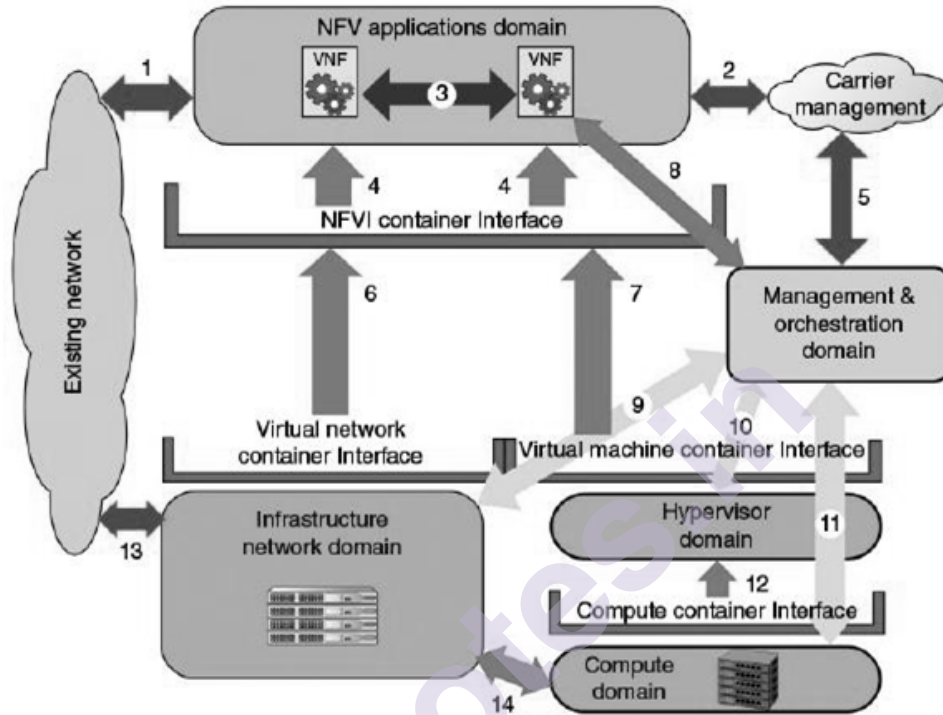 NFV applications domain
VNF
VNF
1
3
2
Carrier
management
4
4
8
5
NFVI container Interface
Existing network
6
7
Management &
orchestration
domain
9
10
Virtual network
container Interface
Virtual machine container Interface
Infrastructure
network domain
Hypervisor
domain
11
13
12
Compute container Interface
Compute
domain
14
otes.in